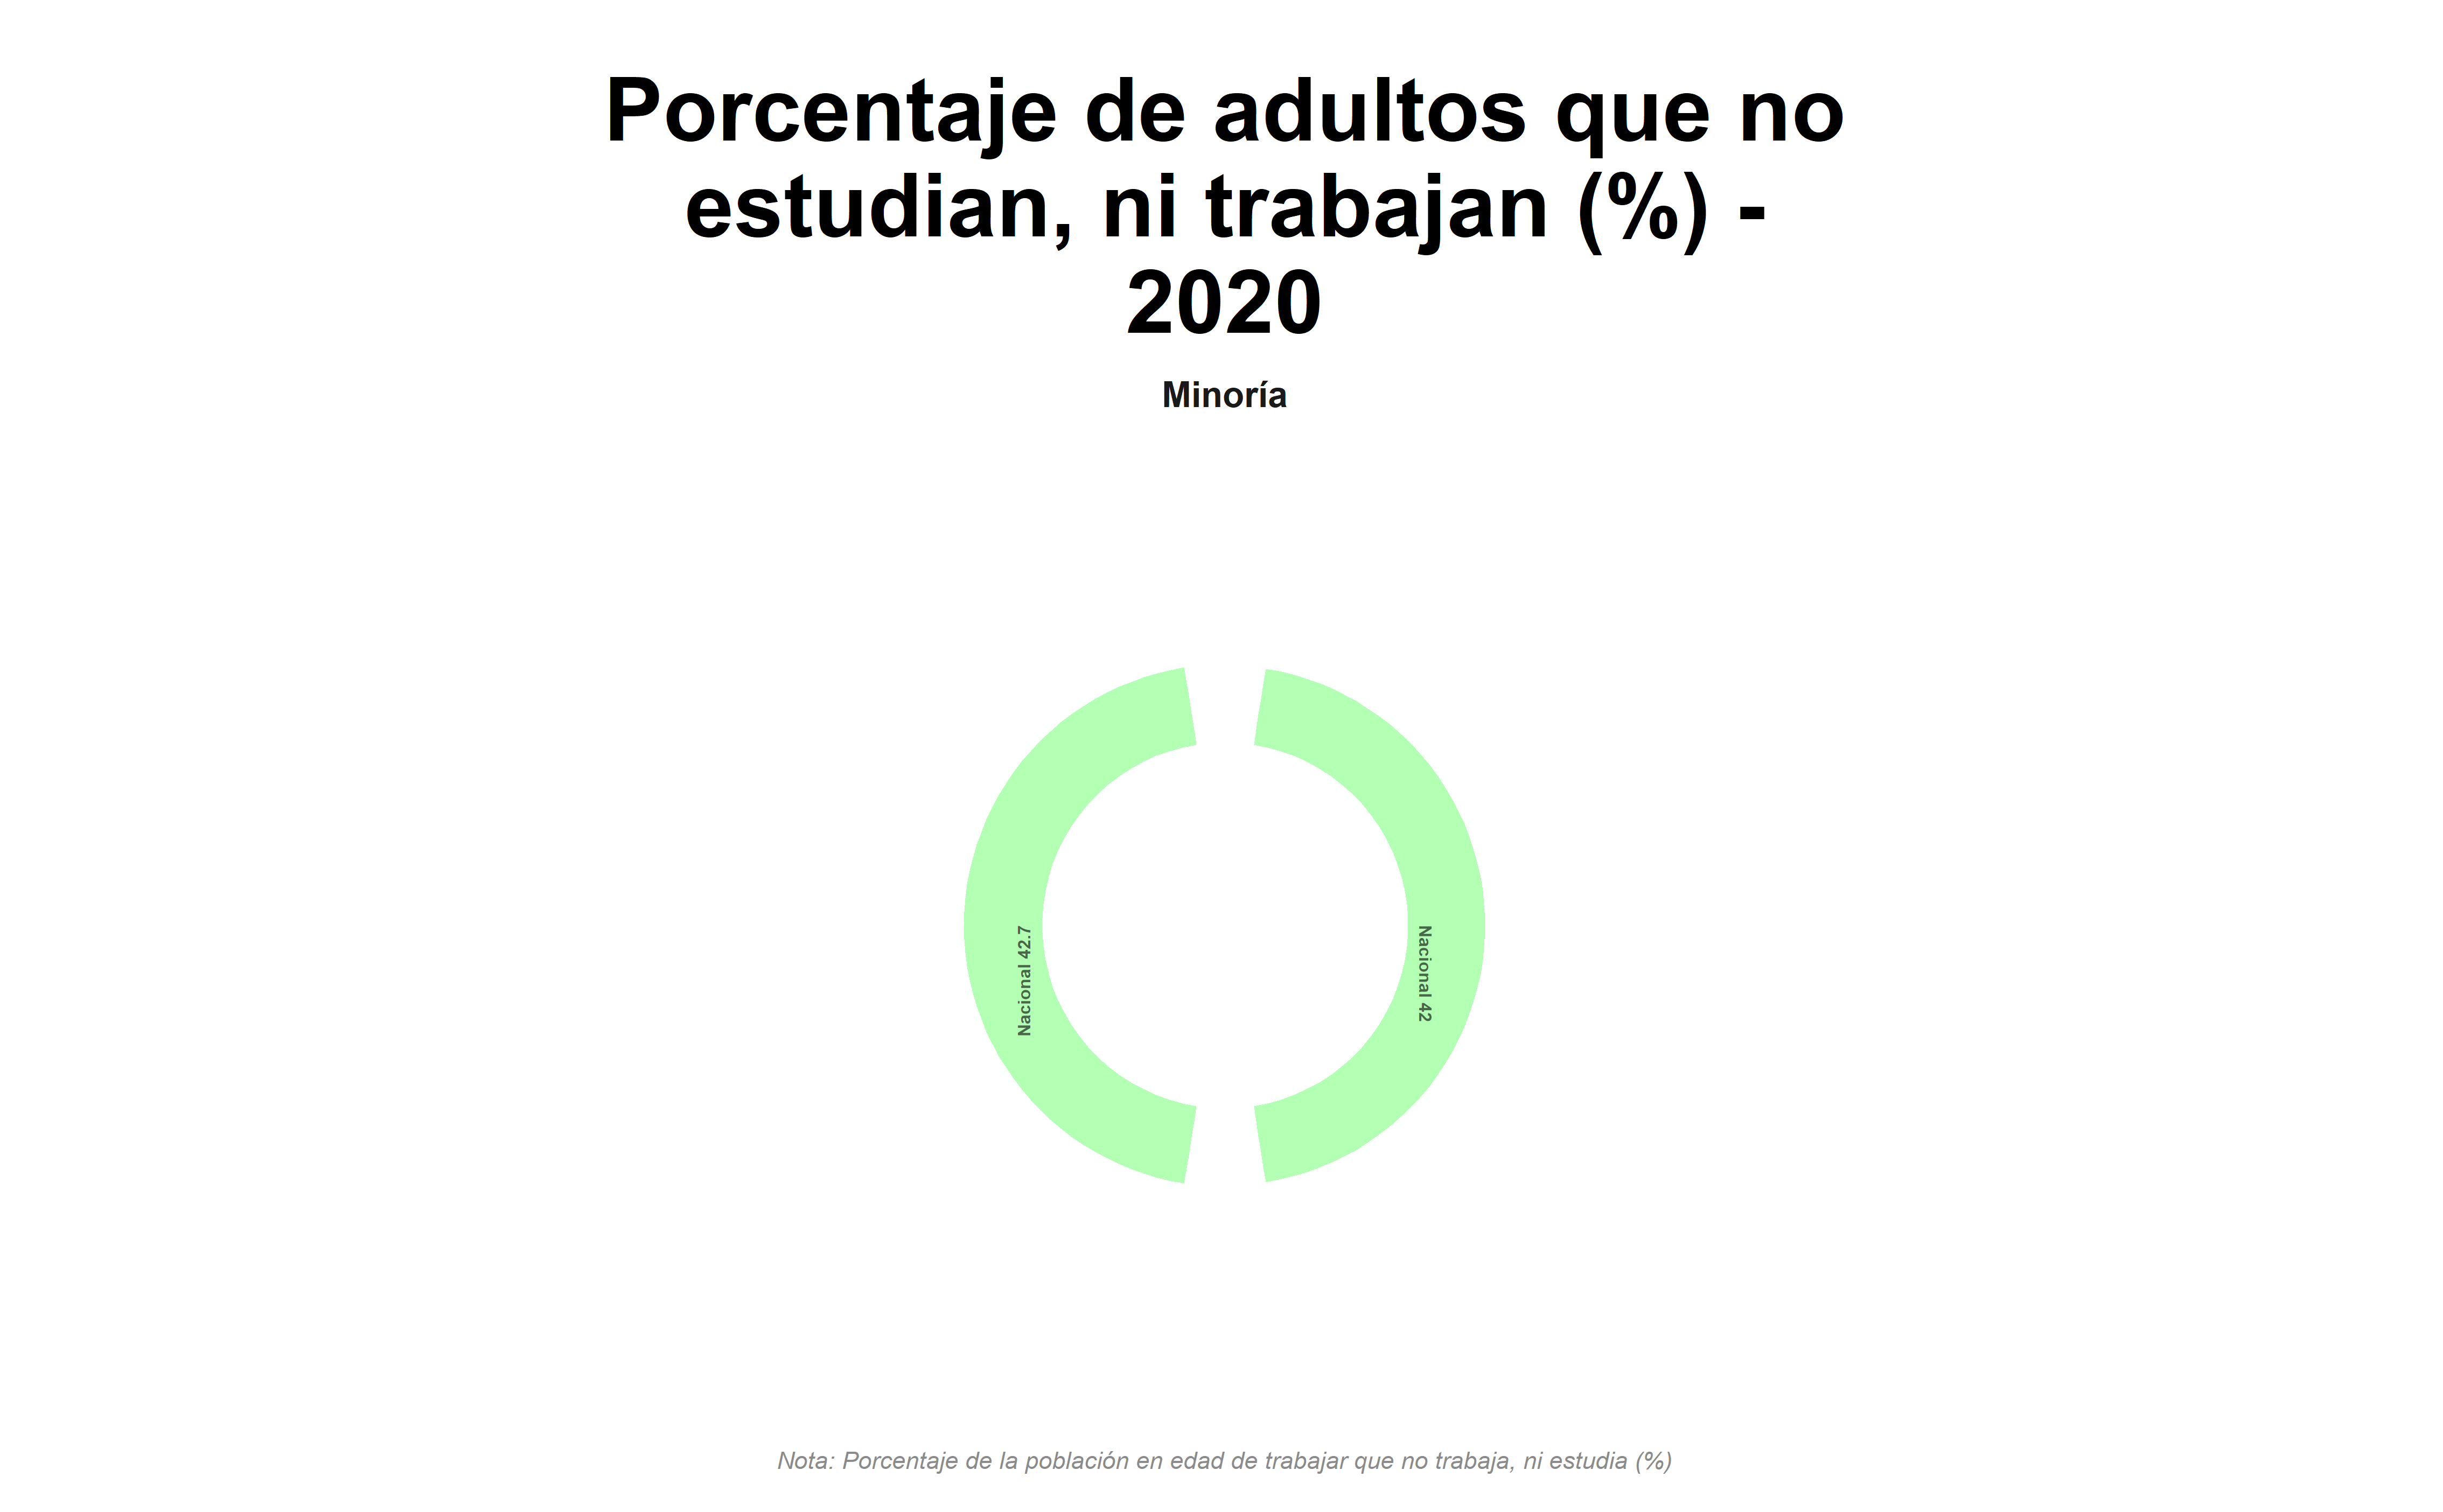 Porcentaje de adultos que no
estudian, ni trabajan (%) -
2020
Minoría
Nacional 42.7
Nacional 42
Nota: Porcentaje de la población en edad de trabajar que no trabaja, ni estudia (%)